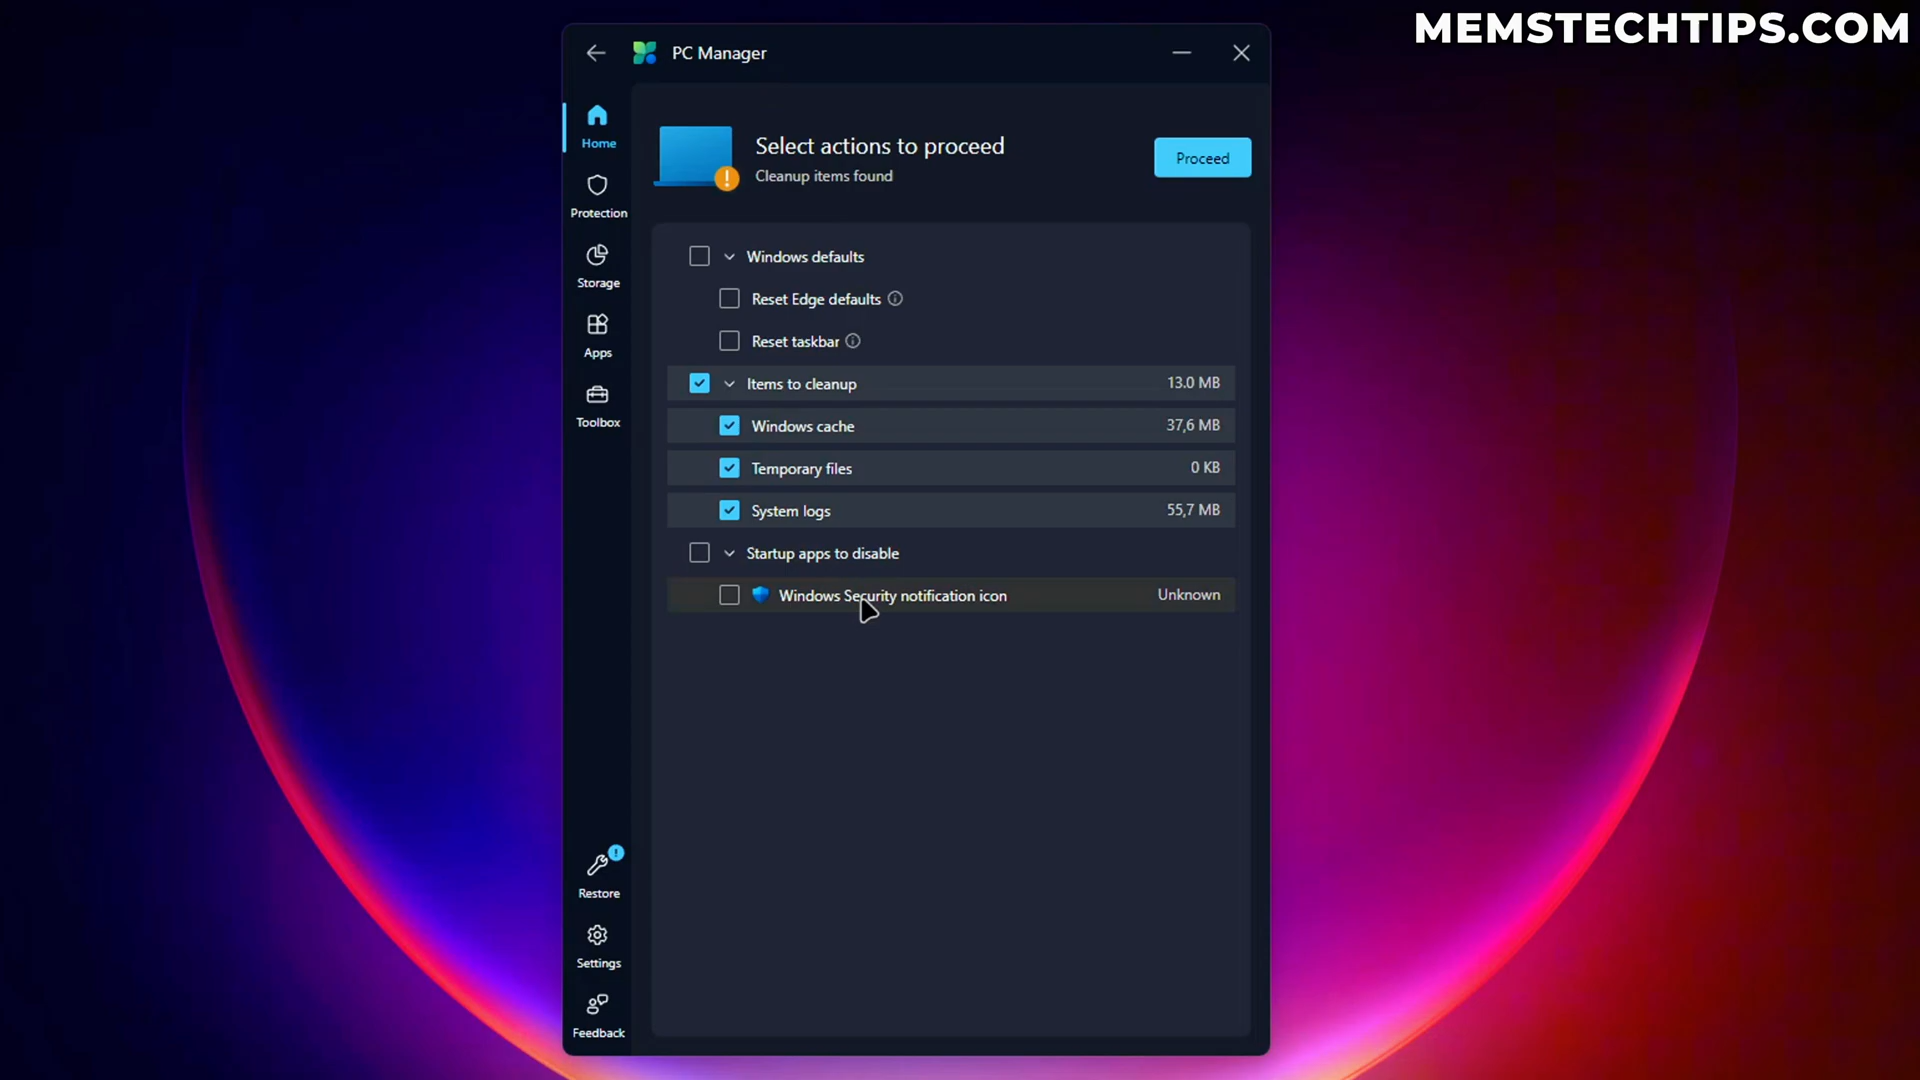 MEMSTECHTIPS.COM
PC Manager
Home
Protection
Storage
Apps
Toolbox
Restore
Settings
Feedback
Select actions to proceed
Cleanup items found
Proceed
Windows defaults
Reset Edge defaults
Reset taskbar
Items to cleanup 13.0 MB
Windows cache 37,6 MB
Temporary files 0 KB
System logs 55,7 MB
Startup apps to disable
Windows Security notification icon Unknown